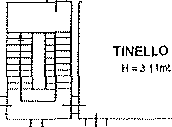 TINELLO
H = 3.11mt